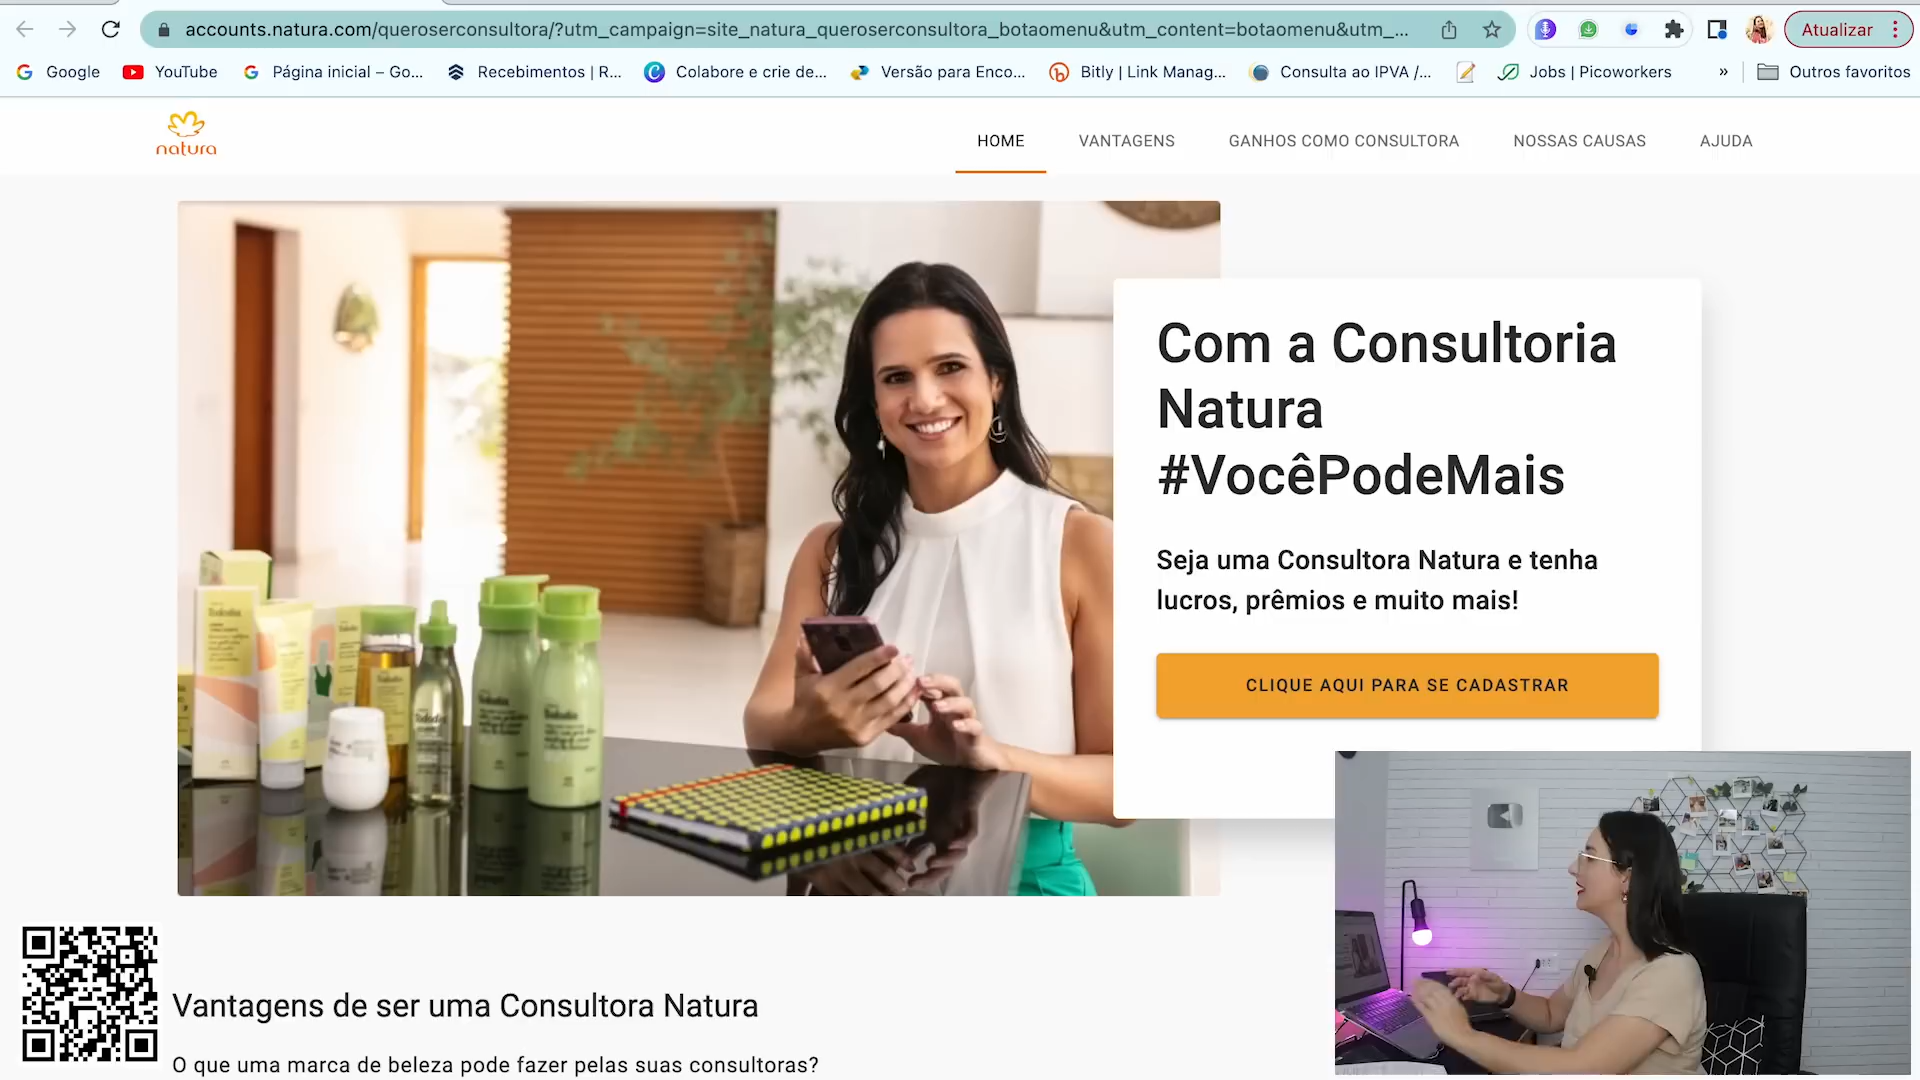 accounts.natura.com/queroserconsultora/?utm_campaign=site_natura_queroserconsultora_botaomenu&utm_content=botaomenu&utm_...
Atualizar
Google
YouTube
Página inicial – Go...
Recebimentos | R...
Colabore e crie de...
Versão para Enco...
Bitly | Link Manag...
Consulta ao IPVA /...
Jobs | Picoworkers
»
Outros favoritos
natura
HOME
VANTAGENS
GANHOS COMO CONSULTORA
NOSSAS CAUSAS
AJUDA
Com a Consultoria
Natura
#VocêPodeMais
Seja uma Consultora Natura e tenha
lucros, prêmios e muito mais!
CLIQUE AQUI PARA SE CADASTRAR
Vantagens de ser uma Consultora Natura
O que uma marca de beleza pode fazer pelas suas consultoras?